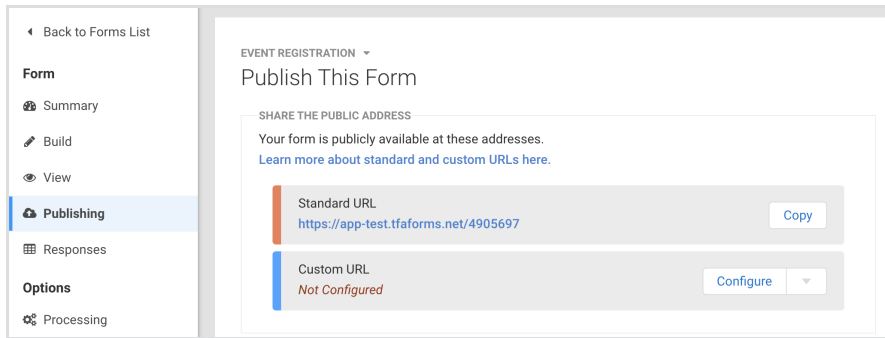 Back to Forms List
Form
Summary
Build
View
Publishing
Responses
Options
Processing
EVENT REGISTRATION
Publish This Form
SHARE THE PUBLIC ADDRESS
Your form is publicly available at these addresses.
Learn more about standard and custom URLs here.
Standard URL
https://app-test.tfaforms.net/4905697
Copy
Custom URL
Not Configured
Configure